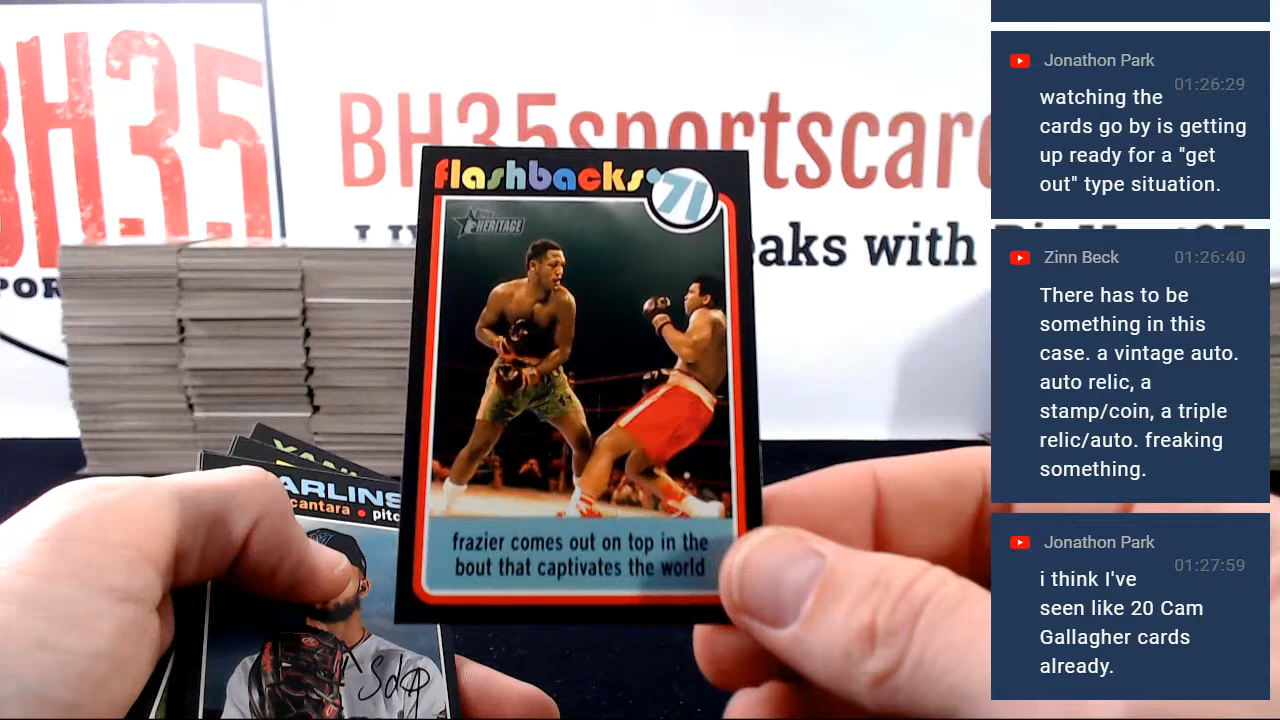 BH35
BH35sportscar
eaks with
POR
flashbacks '71
HERITAGE
frazier comes out on top in the
bout that captivates the world
YAN
ARLINS
cantara • pitc
Jonathon Park
01:26:29
watching the
cards go by is getting
up ready for a "get
out" type situation.
Zinn Beck
01:26:40
There has to be
something in this
case. a vintage auto.
auto relic, a
stamp/coin, a triple
relic/auto. freaking
something.
Jonathon Park
01:27:59
i think I've
seen like 20 Cam
Gallagher cards
already.